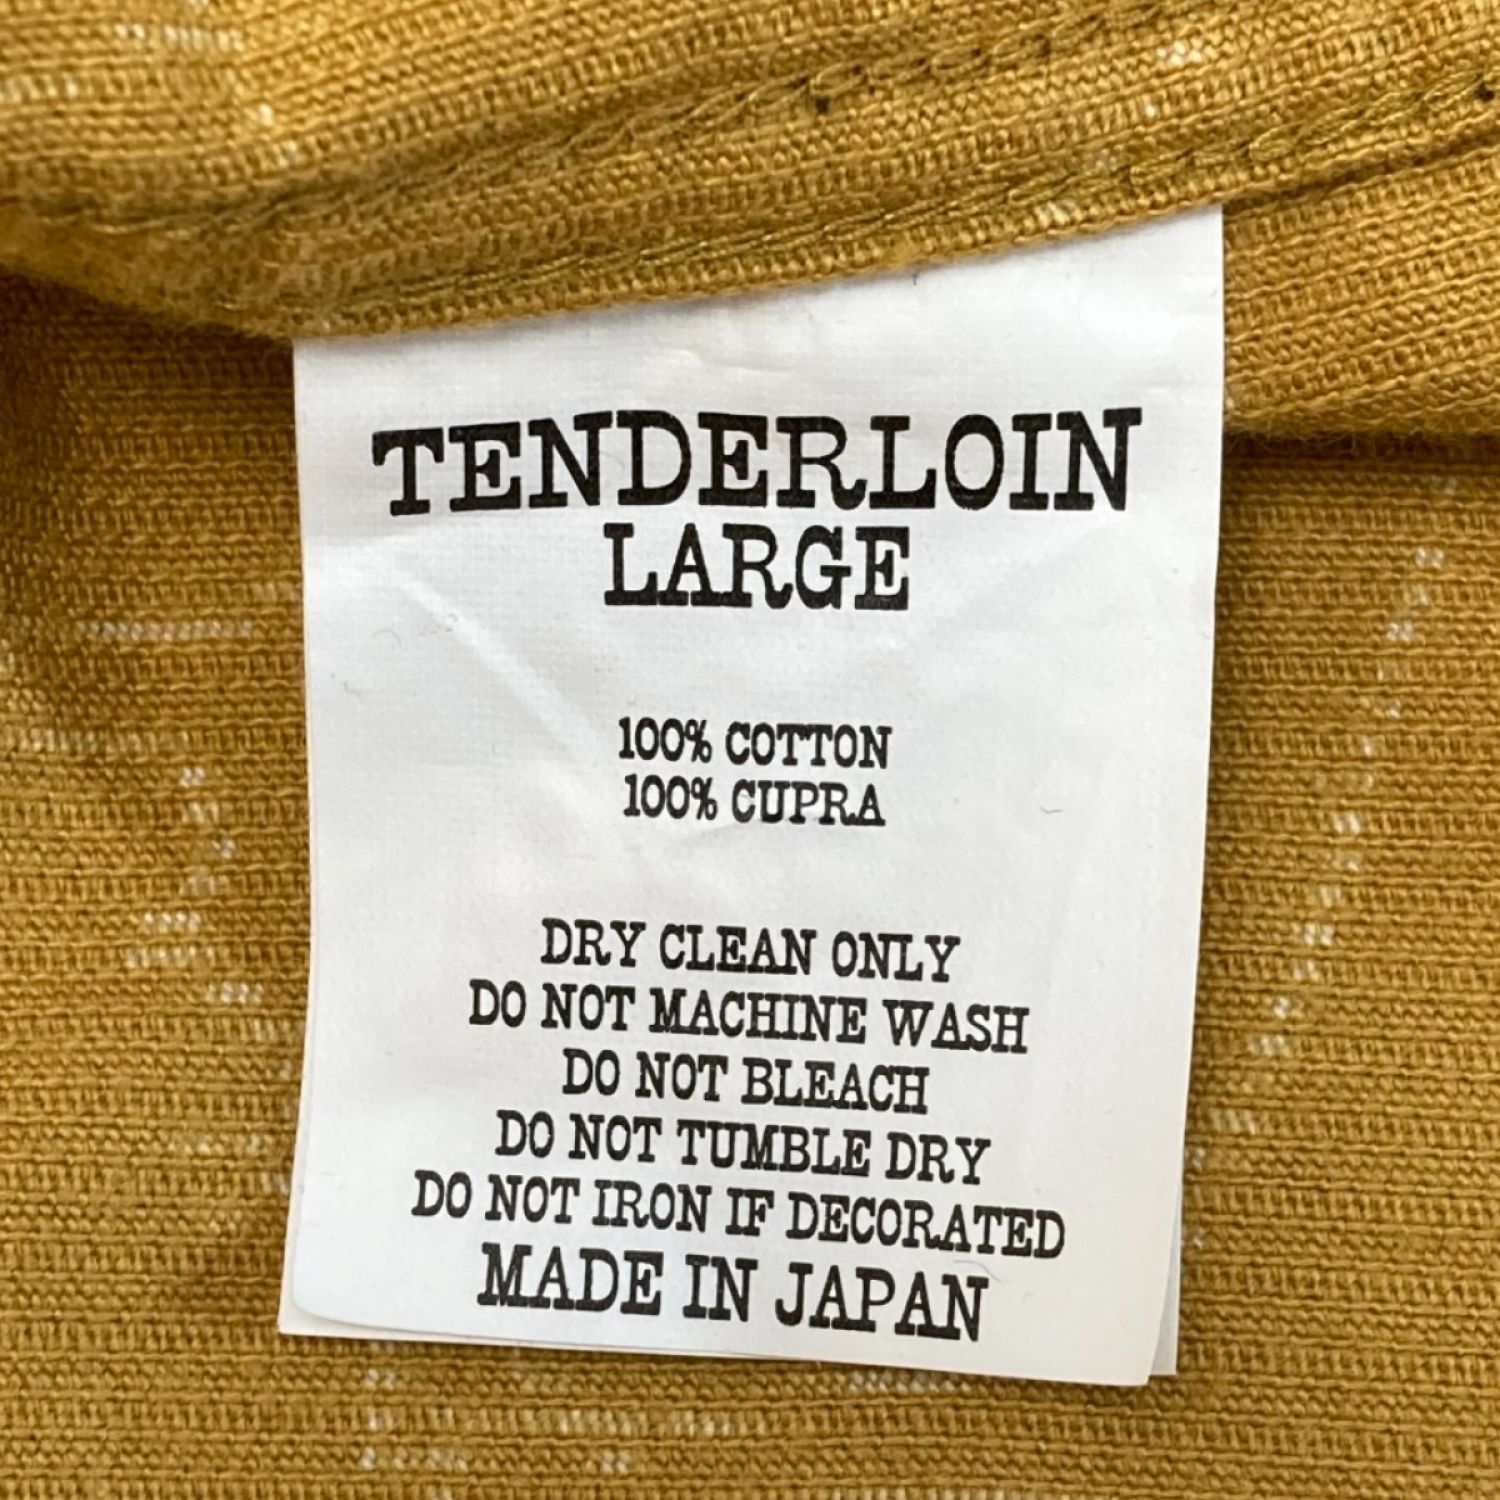 TENDERLOIN
LARGE
100% COTTON
100% CUPRA
DRY CLEAN ONLY
DO NOT MACHINE WASH
DO NOT BLEACH
DO NOT TUMBLE DRY
DO NOT IRON IF DECORATED
MADE IN JAPAN